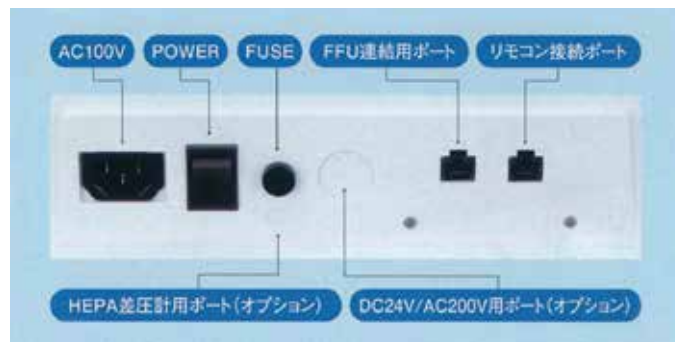 AC100V
POWER
FUSE
FFU連結用ポート
リモコン接続ポート
HEPA差圧計用ポート(オプション)
DC24V/AC200V用ポート(オプション)